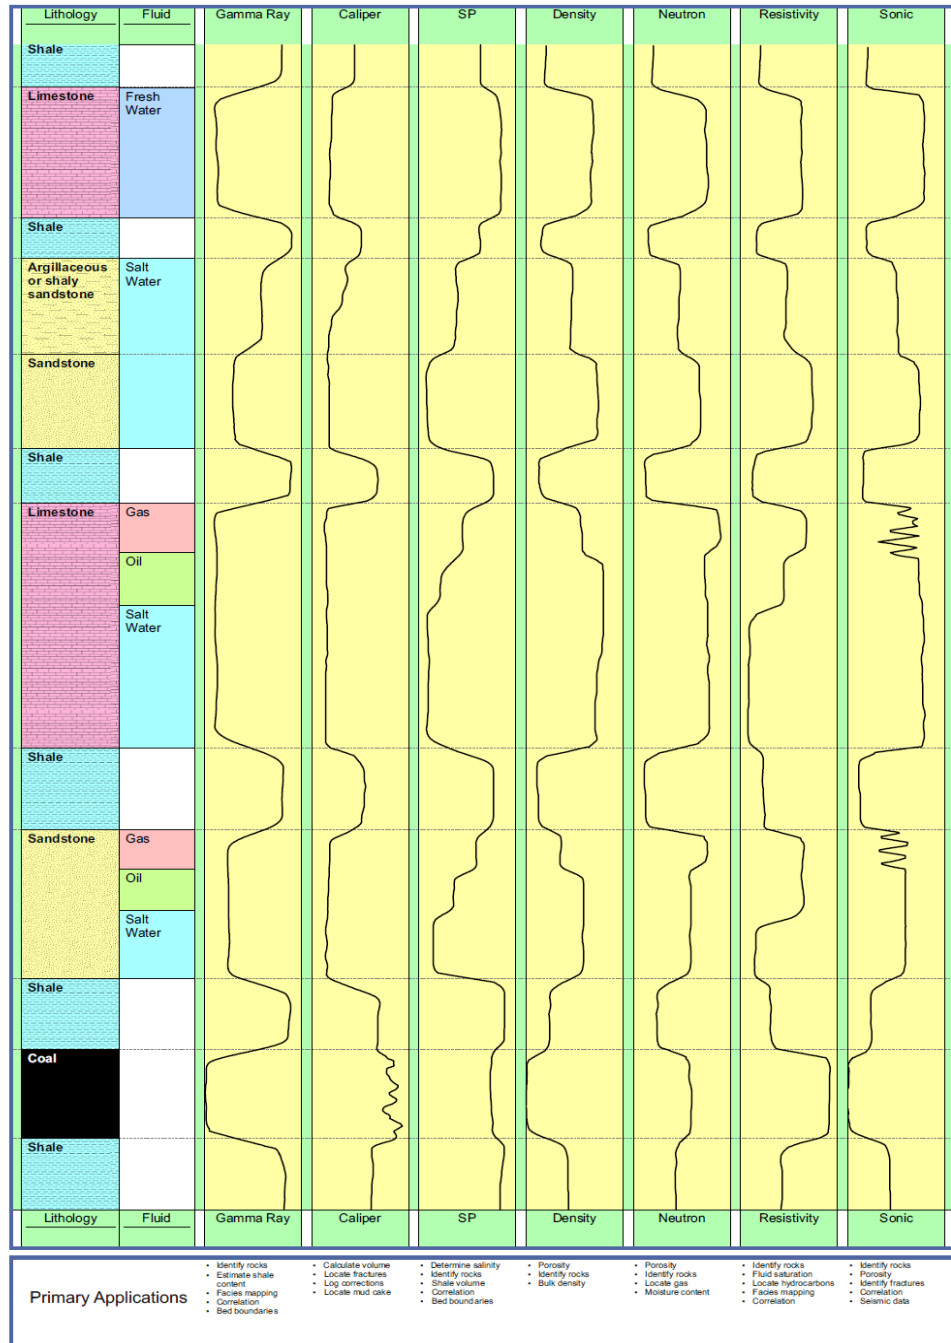 Lithology Fluid Gamma Ray Caliper SP Density Neutron Resistivity Sonic
Shale
Limestone Fresh
Water
Shale
Argillaceous Salt
or shaly Water
sandstone
Sandstone
Shale
Limestone Gas
Oil
Salt
Water
Shale
Sandstone Gas
Oil
Salt
Water
Shale
Coal
Shale
Lithology Fluid Gamma Ray Caliper SP Density Neutron Resistivity Sonic
Primary Applications
• Identify rocks
• Estimate shale
content
• Facies mapping
• Correlation
• Bed boundaries
• Calculate volume
• Locate fractures
• Log corrections
• Locate mud cake
• Determine salinity
• Identify rocks
• Shale volume
• Correlation
• Bed boundaries
• Porosity
• Identify rocks
• Bulk density
• Porosity
• Identify rocks
• Locate gas
• Moisture content
• Identify rocks
• Fluid saturation
• Locate hydrocarbons
• Facies mapping
• Correlation
• Identify rocks
• Porosity
• Identify fractures
• Correlation
• Seismic data